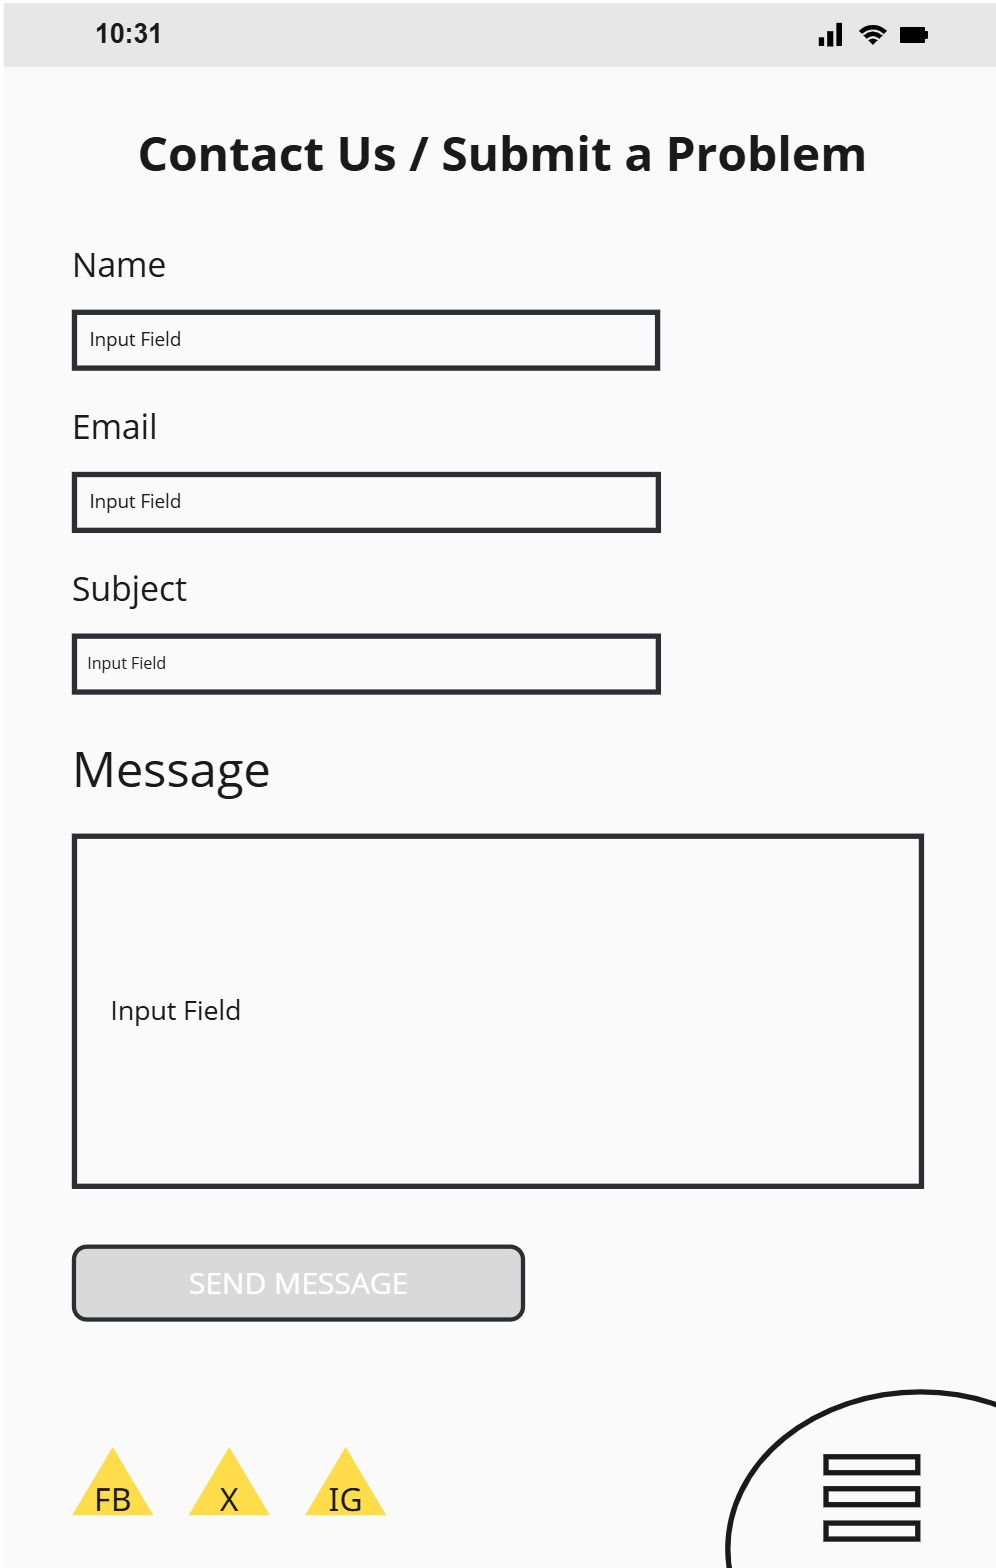 10:31
Contact Us / Submit a Problem
Name
Input Field
Email
Input Field
Subject
Input Field
Message
Input Field
SEND MESSAGE
FB X IG